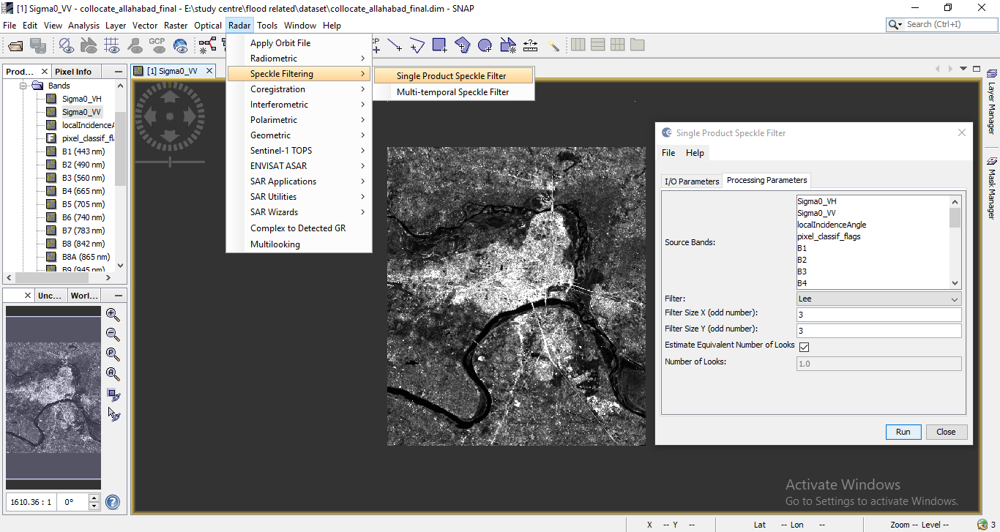 [1] Sigma0_VV - collocate_allahabad_final - E:\study centre\flood related\dataset\collocate_allahabad_final.dim - SNAP
File Edit View Analysis Layer Vector Raster Optical Radar Tools Window Help
Search (Ctrl+I)
GCP
Prod... Pixel Info
[1] Sigma0_VV
Bands
Sigma0_VH
Sigma0_VV
localIncidenceA
pixel_classif_fla
B1 (443 nm)
B2 (490 nm)
B3 (560 nm)
B4 (665 nm)
B5 (705 nm)
B6 (740 nm)
B7 (783 nm)
B8 (842 nm)
B8A (865 nm)
B9 (945 nm)
Unc... Worl...
1610.36 : 1 0°
Apply Orbit File
Radiometric
Speckle Filtering
Coregistration
Interferometric
Polarimetric
Geometric
Sentinel-1 TOPS
ENVISAT ASAR
SAR Applications
SAR Utilities
SAR Wizards
Complex to Detected GR
Multilooking
Single Product Speckle Filter
Multi-temporal Speckle Filter
Single Product Speckle Filter
File Help
I/O Parameters Processing Parameters
Source Bands:
Sigma0_VH
Sigma0_VV
localIncidenceAngle
pixel_classif_flags
B1
B2
B3
B4
Filter: Lee
Filter Size X (odd number): 3
Filter Size Y (odd number): 3
Estimate Equivalent Number of Looks
Number of Looks: 1.0
Run Close
Layer Manager
Mask Manager
Activate Windows
Go to Settings to activate Windows.
X -- Y -- Lat -- Lon -- Zoom -- Level -- 3